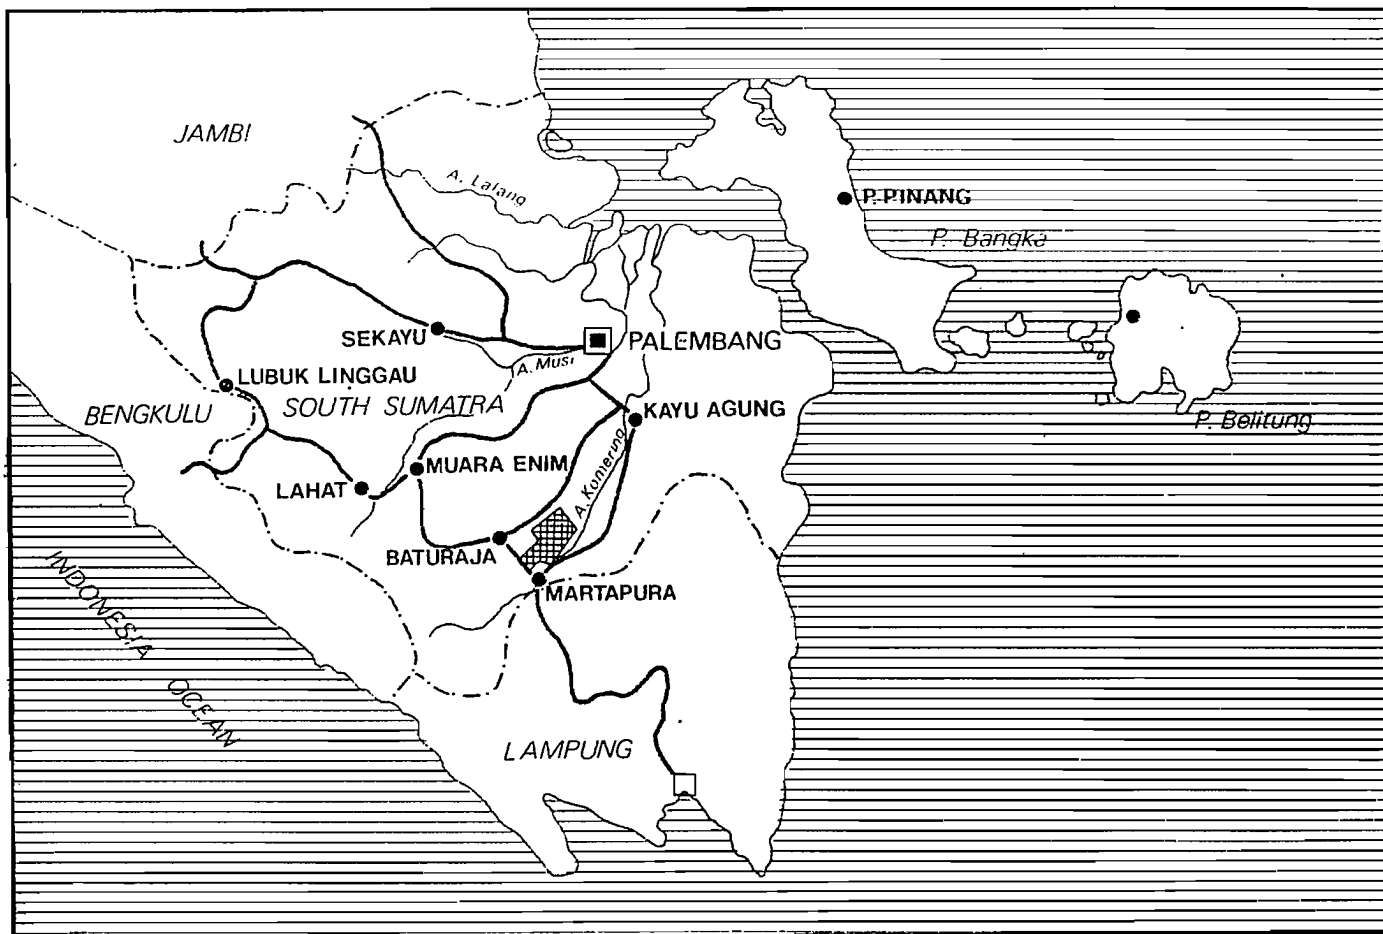 JAMBI
A. Lalang
P. PINANG
P. Bangka
SEKAYU
PALEMBANG
A. Musi
LUBUK LINGGAU
BENGKULU
SOUTH SUMATRA
KAYU AGUNG
P. Belitung
MUARA ENIM
LAHAT
A. Komering
BATURAJA
MARTAPURA
INDONESIA OCEAN
LAMPUNG